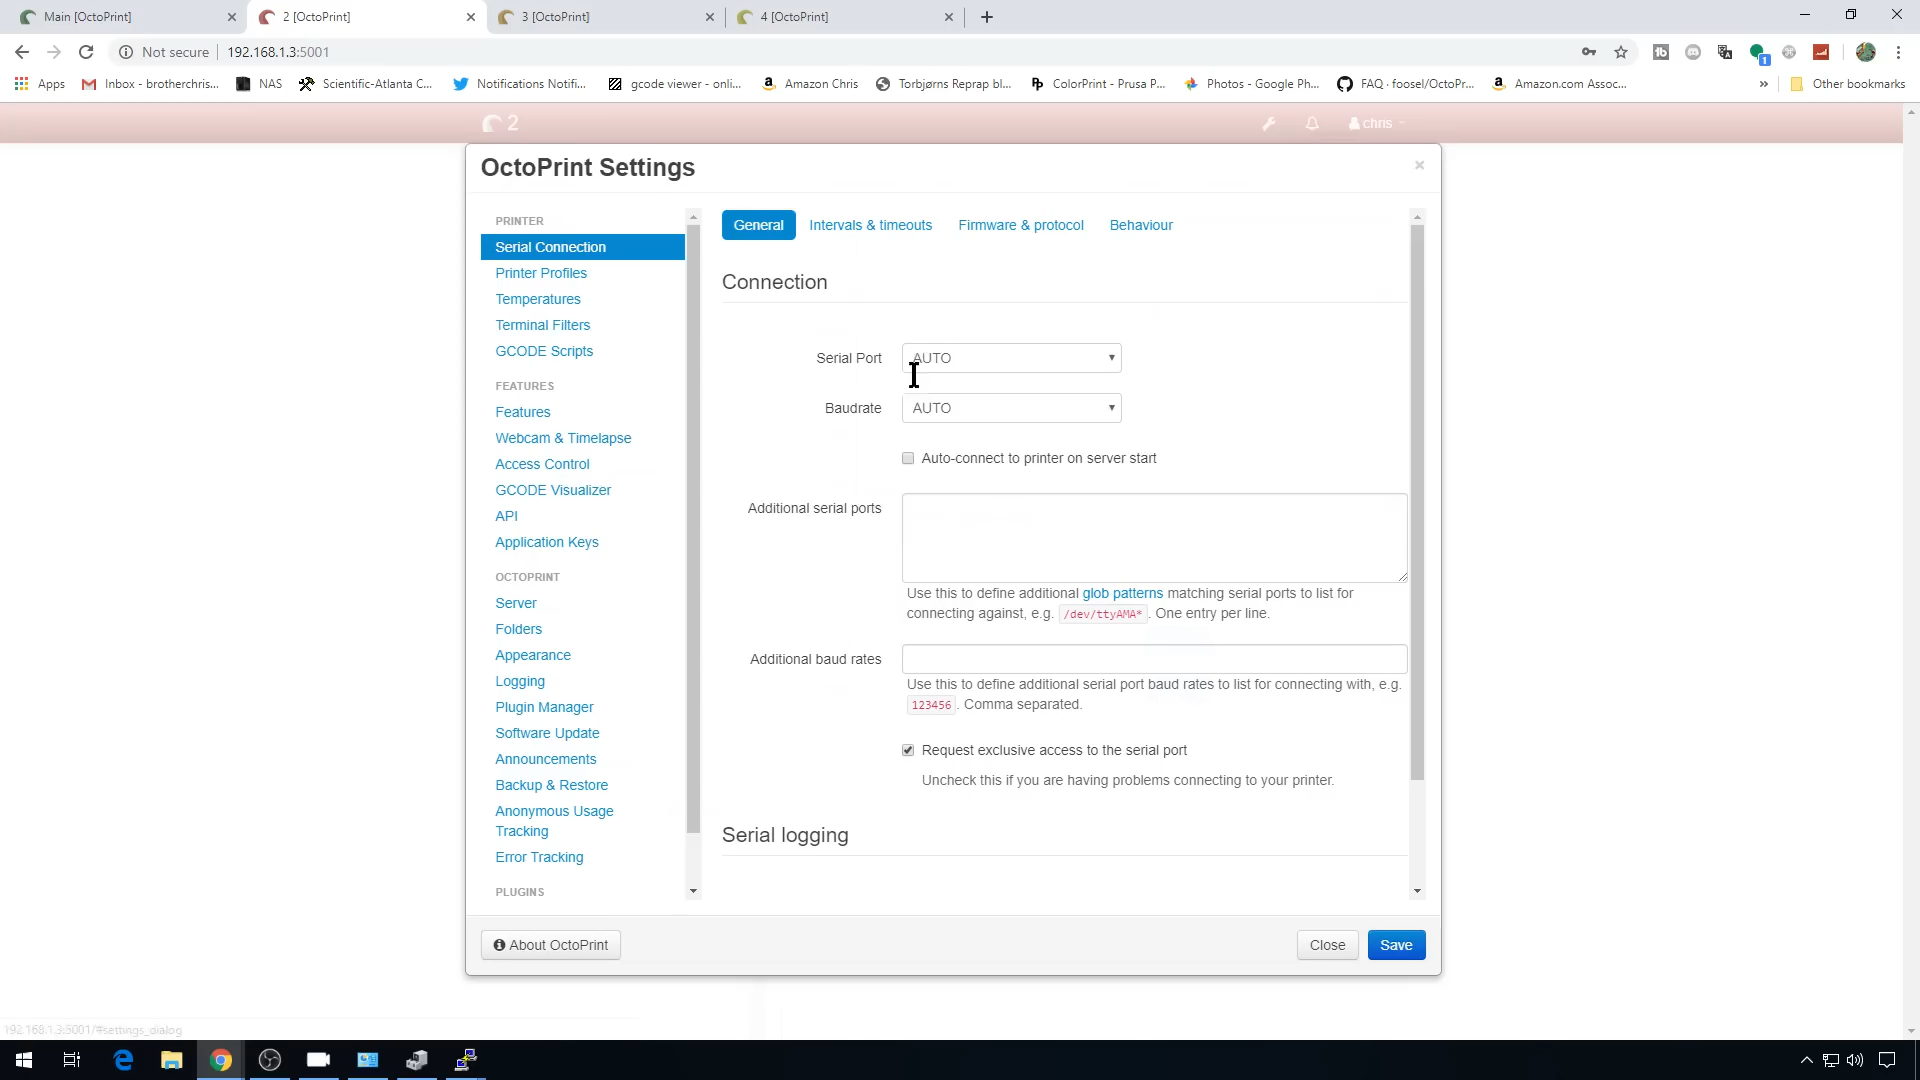 Main [OctoPrint]
2 [OctoPrint]
3 [OctoPrint]
4 [OctoPrint]
Not secure
192.168.1.3:5001
Apps
Inbox - brotherchris...
NAS
Scientific-Atlanta C...
Notifications Notifi...
gcode viewer - onli...
Amazon Chris
Torbjørns Reprap bl...
ColorPrint - Prusa P...
Photos - Google Ph...
FAQ · foosel/OctoPr...
Amazon.com Assoc...
»
Other bookmarks
2
chris
OctoPrint Settings
×
PRINTER
Serial Connection
Printer Profiles
Temperatures
Terminal Filters
GCODE Scripts
FEATURES
Features
Webcam & Timelapse
Access Control
GCODE Visualizer
API
Application Keys
OCTOPRINT
Server
Folders
Appearance
Logging
Plugin Manager
Software Update
Announcements
Backup & Restore
Anonymous Usage
Tracking
Error Tracking
PLUGINS
General
Intervals & timeouts
Firmware & protocol
Behaviour
Connection
Serial Port
AUTO
Baudrate
AUTO
Auto-connect to printer on server start
Additional serial ports
Use this to define additional glob patterns matching serial ports to list for
connecting against, e.g. /dev/ttyAMA* . One entry per line.
Additional baud rates
Use this to define additional serial port baud rates to list for connecting with, e.g.
123456 . Comma separated.
Request exclusive access to the serial port
Uncheck this if you are having problems connecting to your printer.
Serial logging
About OctoPrint
Close
Save
192.168.1.3:5001/#settings_dialog